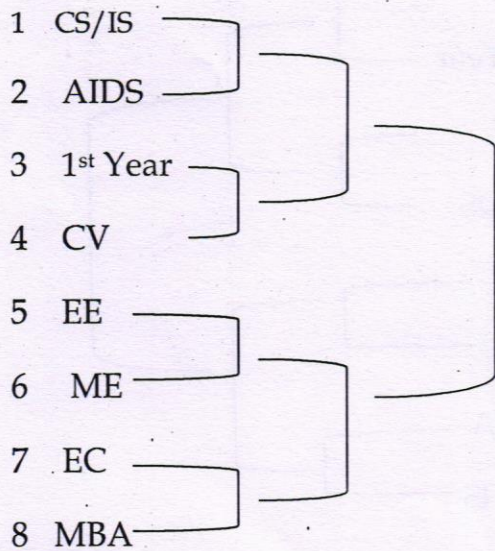 1 CS/IS
2 AIDS
3 1st Year
4 CV
5 EE
6 ME
7 EC
8 MBA